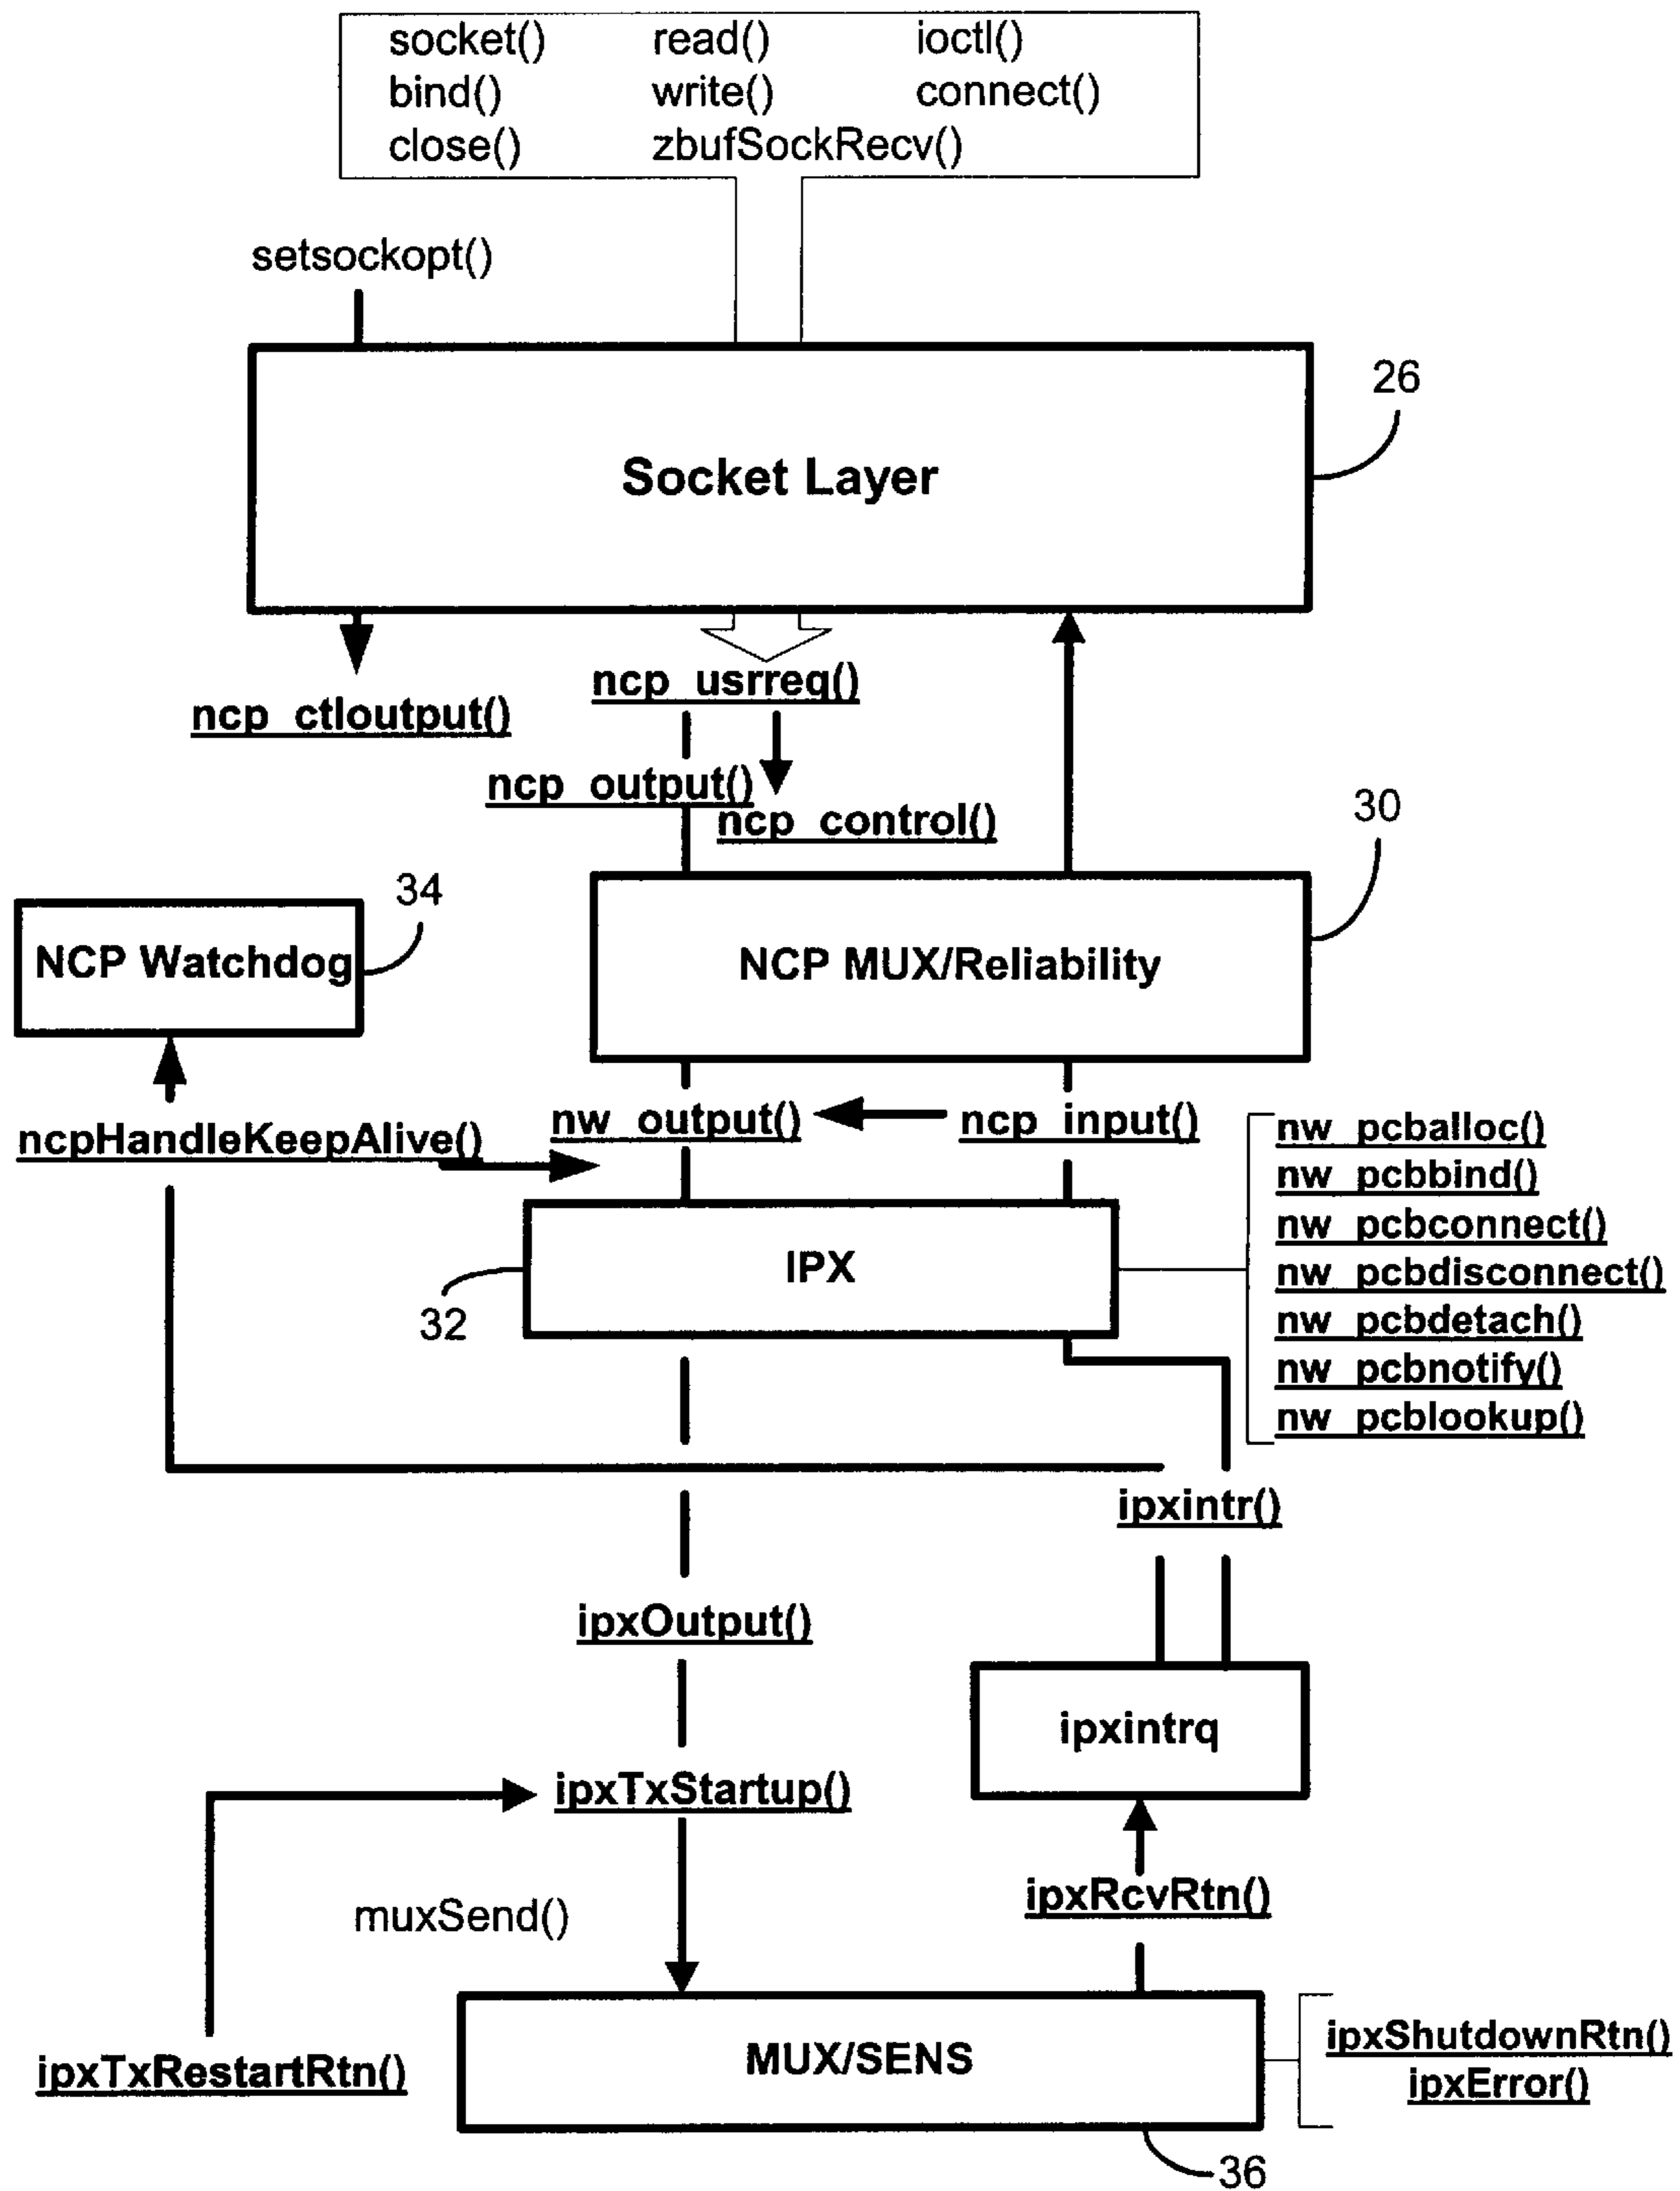 socket() read() ioctl()
bind() write() connect()
close() zbufSockRecv()
setsockopt()
26
Socket Layer
ncp_usrreq()
ncp_ctloutput()
ncp_output()
ncp_control()
30
34
NCP Watchdog
NCP MUX/Reliability
nw_output()
ncp_input()
ncpHandleKeepAlive()
nw_pcballoc()
nw_pcbbind()
nw_pcbconnect()
nw_pcbdisconnect()
nw_pcbdetach()
nw_pcbnotify()
nw_pcblookup()
IPX
32
ipxintr()
ipxOutput()
ipxintrq
ipxTxStartup()
ipxRcvRtn()
muxSend()
ipxTxRestartRtn()
MUX/SENS
ipxShutdownRtn()
ipxError()
36